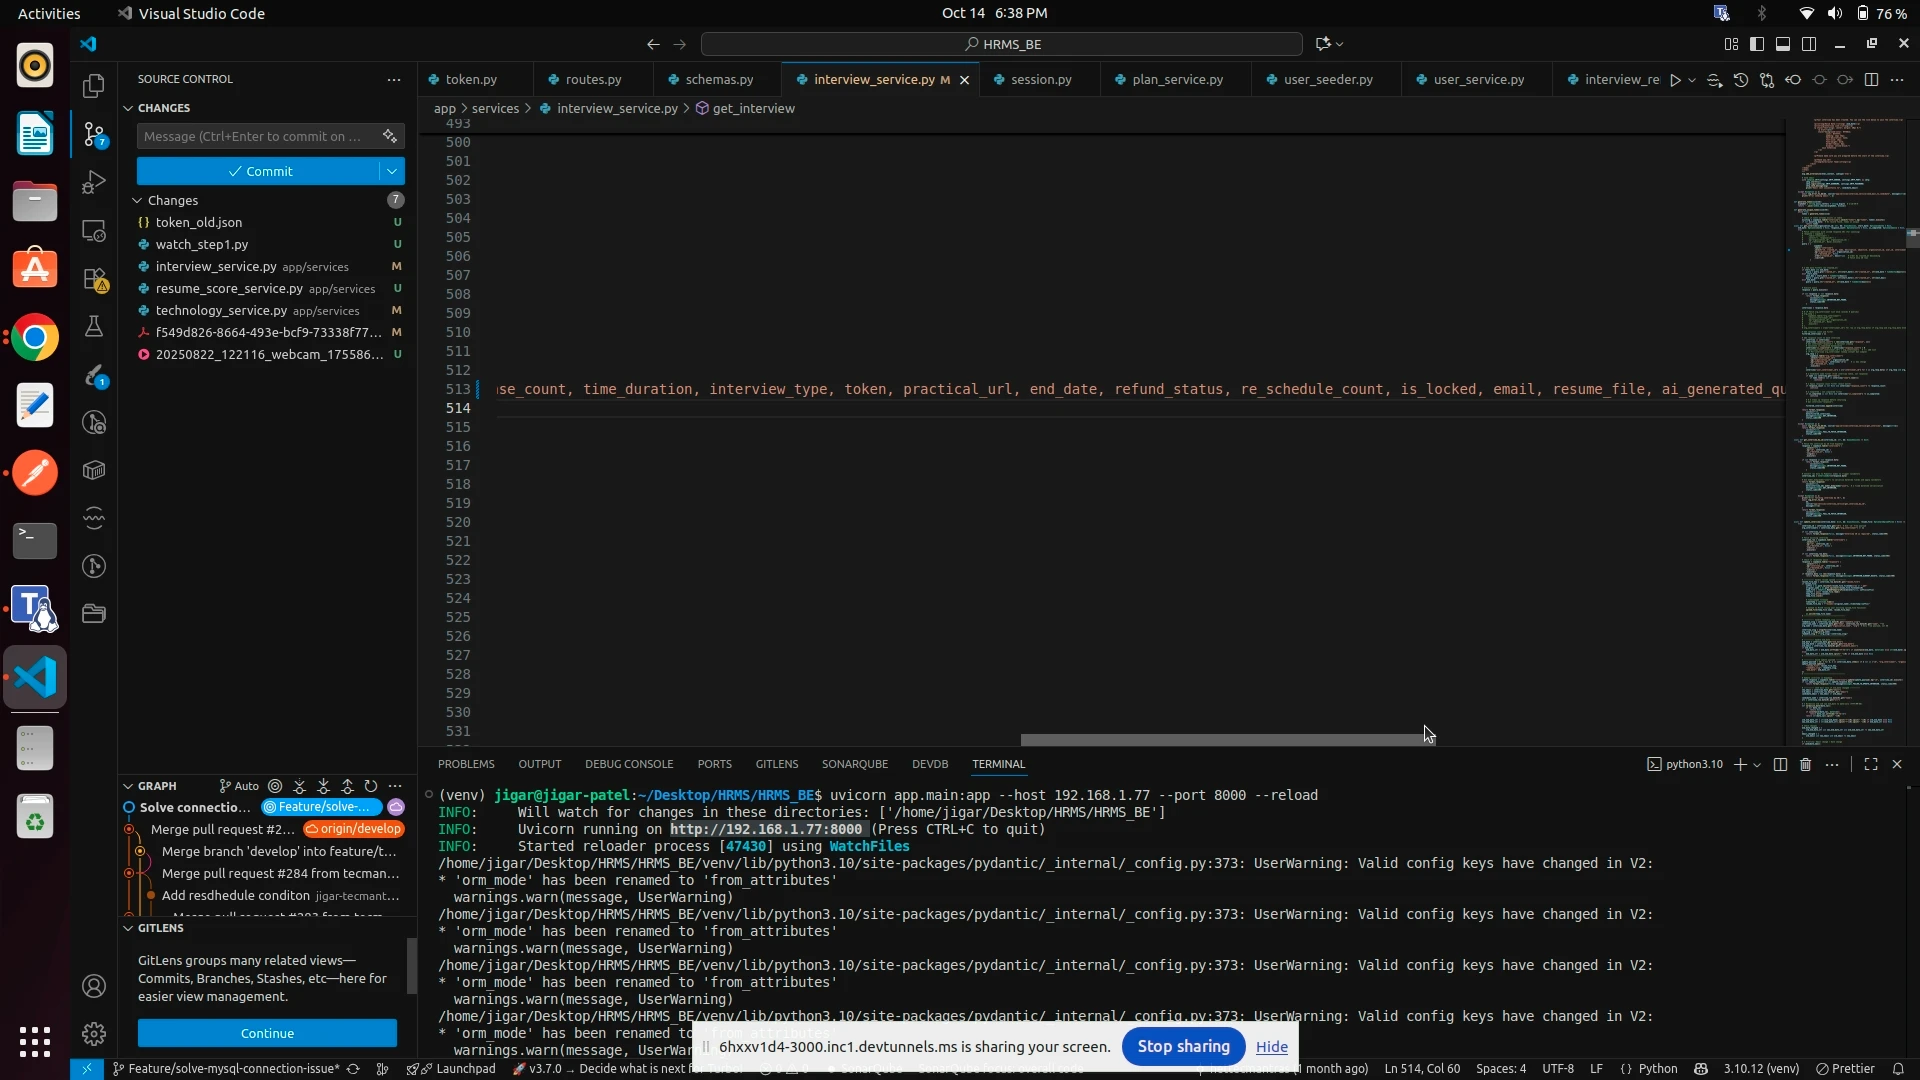 Activities
Visual Studio Code
Oct 14 6:38 PM
76 %
HRMS_BE
SOURCE CONTROL
CHANGES
Message (Ctrl+Enter to commit on ...
Commit
Changes
7
token_old.json U
watch_step1.py U
interview_service.py app/services M
resume_score_service.py app/services U
technology_service.py app/services M
f549d826-8664-493e-bcf9-73338f77... M
20250822_122116_webcam_175586... U
token.py
routes.py
schemas.py
interview_service.py M
session.py
plan_service.py
user_seeder.py
user_service.py
interview_re
app > services > interview_service.py > get_interview
493
500
501
502
503
504
505
506
507
508
509
510
511
512
513 ise_count, time_duration, interview_type, token, practical_url, end_date, refund_status, re_schedule_count, is_locked, email, resume_file, ai_generated_qu
514
515
516
517
518
519
520
521
522
523
524
525
526
527
528
529
530
531
GRAPH
Auto
Solve connectio... Feature/solve-...
Merge pull request #2... origin/develop
Merge branch 'develop' into feature/t...
Merge pull request #284 from tecman...
Add resdhedule conditon jigar-tecmant...
GITLENS
GitLens groups many related views—
Commits, Branches, Stashes, etc—here for
easier view management.
Continue
PROBLEMS
OUTPUT
DEBUG CONSOLE
PORTS
GITLENS
SONARQUBE
DEVDB
TERMINAL
python3.10
(venv) jigar@jigar-patel:~/Desktop/HRMS/HRMS_BE$ uvicorn app.main:app --host 192.168.1.77 --port 8000 --reload
INFO: Will watch for changes in these directories: ['/home/jigar/Desktop/HRMS/HRMS_BE']
INFO: Uvicorn running on http://192.168.1.77:8000 (Press CTRL+C to quit)
INFO: Started reloader process [47430] using WatchFiles
/home/jigar/Desktop/HRMS/HRMS_BE/venv/lib/python3.10/site-packages/pydantic/_internal/_config.py:373: UserWarning: Valid config keys have changed in V2:
* 'orm_mode' has been renamed to 'from_attributes'
warnings.warn(message, UserWarning)
/home/jigar/Desktop/HRMS/HRMS_BE/venv/lib/python3.10/site-packages/pydantic/_internal/_config.py:373: UserWarning: Valid config keys have changed in V2:
* 'orm_mode' has been renamed to 'from_attributes'
warnings.warn(message, UserWarning)
/home/jigar/Desktop/HRMS/HRMS_BE/venv/lib/python3.10/site-packages/pydantic/_internal/_config.py:373: UserWarning: Valid config keys have changed in V2:
* 'orm_mode' has been renamed to 'from_attributes'
warnings.warn(message, UserWarning)
/home/jigar/Desktop/HRMS/HRMS_BE/venv/lib/python3.10/site-packages/pydantic/_internal/_config.py:373: UserWarning: Valid config keys have changed in V2:
* 'orm_mode' has been renamed to 'from_attributes'
warnings.warn(message, UserWarning)
6hxxv1d4-3000.inc1.devtunnels.ms is sharing your screen.
Stop sharing
Hide
Feature/solve-mysql-connection-issue*
Launchpad
v3.7.0 → Decide what is next for
(1 month ago)
Ln 514, Col 60
Spaces: 4
UTF-8
LF
Python
3.10.12 (venv)
Prettier